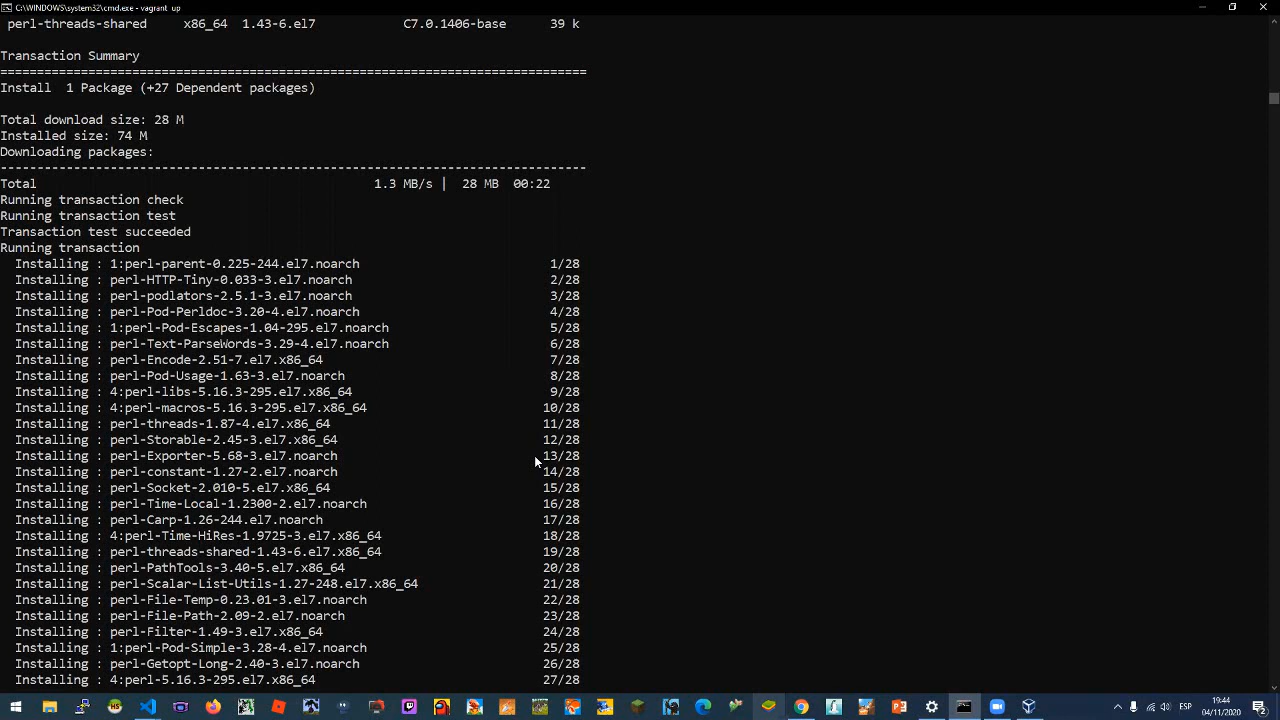 C:\WINDOWS\system32\cmd.exe - vagrant up
perl-threads-shared x86_64 1.43-6.el7 C7.0.1406-base 39 k
Transaction Summary
================================================================================
Install 1 Package (+27 Dependent packages)
Total download size: 28 M
Installed size: 74 M
Downloading packages:
--------------------------------------------------------------------------------
Total 1.3 MB/s | 28 MB 00:22
Running transaction check
Running transaction test
Transaction test succeeded
Running transaction
Installing : 1:perl-parent-0.225-244.el7.noarch 1/28
Installing : perl-HTTP-Tiny-0.033-3.el7.noarch 2/28
Installing : perl-podlators-2.5.1-3.el7.noarch 3/28
Installing : perl-Pod-Perldoc-3.20-4.el7.noarch 4/28
Installing : 1:perl-Pod-Escapes-1.04-295.el7.noarch 5/28
Installing : perl-Text-ParseWords-3.29-4.el7.noarch 6/28
Installing : perl-Encode-2.51-7.el7.x86_64 7/28
Installing : perl-Pod-Usage-1.63-3.el7.noarch 8/28
Installing : 4:perl-libs-5.16.3-295.el7.x86_64 9/28
Installing : 4:perl-macros-5.16.3-295.el7.x86_64 10/28
Installing : perl-threads-1.87-4.el7.x86_64 11/28
Installing : perl-Storable-2.45-3.el7.x86_64 12/28
Installing : perl-Exporter-5.68-3.el7.noarch 13/28
Installing : perl-constant-1.27-2.el7.noarch 14/28
Installing : perl-Socket-2.010-5.el7.x86_64 15/28
Installing : perl-Time-Local-1.2300-2.el7.noarch 16/28
Installing : perl-Carp-1.26-244.el7.noarch 17/28
Installing : 4:perl-Time-HiRes-1.9725-3.el7.x86_64 18/28
Installing : perl-threads-shared-1.43-6.el7.x86_64 19/28
Installing : perl-PathTools-3.40-5.el7.x86_64 20/28
Installing : perl-Scalar-List-Utils-1.27-248.el7.x86_64 21/28
Installing : perl-File-Temp-0.23.01-3.el7.noarch 22/28
Installing : perl-File-Path-2.09-2.el7.noarch 23/28
Installing : perl-Filter-1.49-3.el7.x86_64 24/28
Installing : 1:perl-Pod-Simple-3.28-4.el7.noarch 25/28
Installing : perl-Getopt-Long-2.40-3.el7.noarch 26/28
Installing : 4:perl-5.16.3-295.el7.x86_64 27/28
ESP
19:44
04/11/2020
2